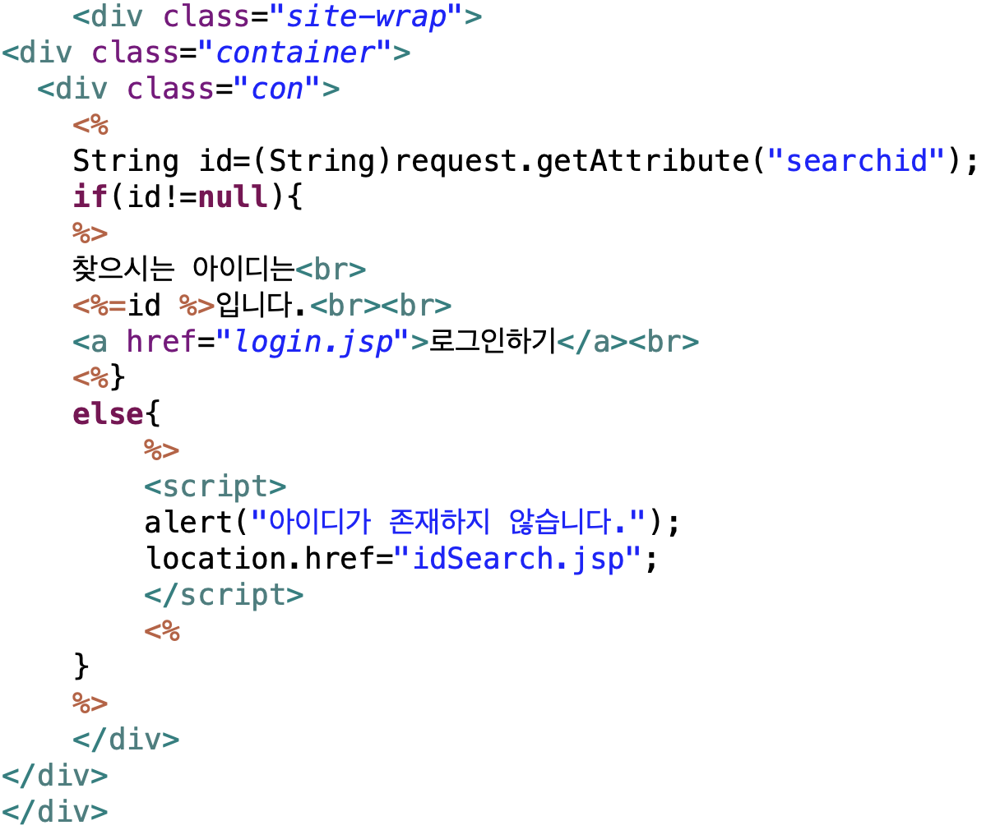 <div class="site-wrap">
<div class="container">
<div class="con">
<%
String id=(String)request.getAttribute("searchid");
if(id!=null){
%>
찾으시는 아이디는<br>
<%=id %>입니다.<br><br>
<a href="login.jsp">로그인하기</a><br>
<%}
else{
%>
<script>
alert("아이디가 존재하지 않습니다.");
location.href="idSearch.jsp";
</script>
<%
}
%>
</div>
</div>
</div>